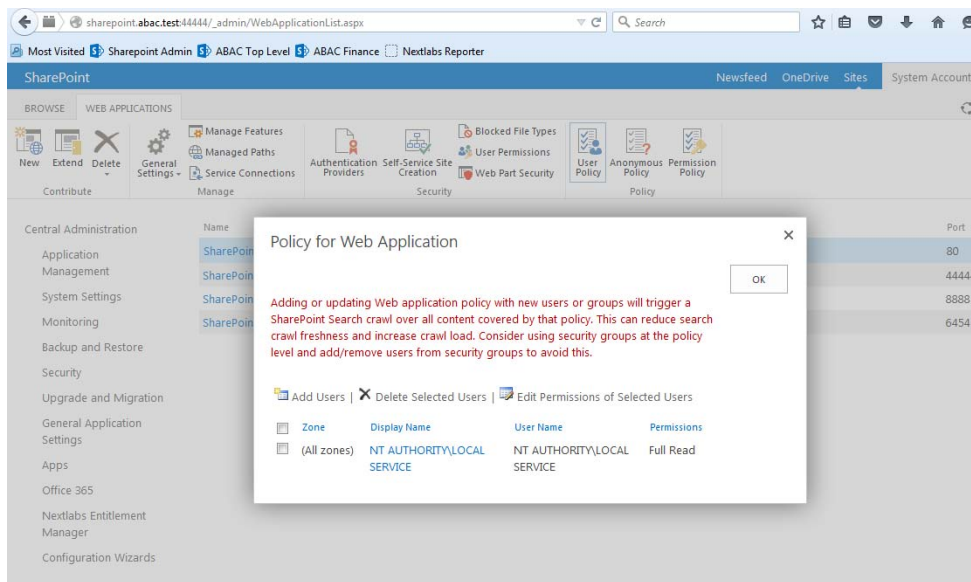 sharepoint.abac.test:44444/_admin/WebApplicationList.aspx
Search
Most Visited Sharepoint Admin ABAC Top Level ABAC Finance Nextlabs Reporter
SharePoint
Newsfeed OneDrive Sites System Account
BROWSE WEB APPLICATIONS
New Extend Delete
General Settings
Manage Features
Managed Paths
Service Connections
Authentication Providers
Self-Service Site Creation
Blocked File Types
User Permissions
Web Part Security
User Policy
Anonymous Policy
Permission Policy
Contribute Manage Security Policy
Central Administration
Application
Management
System Settings
Monitoring
Backup and Restore
Security
Upgrade and Migration
General Application
Settings
Apps
Office 365
Nextlabs Entitlement
Manager
Configuration Wizards
Name Port
SharePoin 80
SharePoin 4444
SharePoin 8888
SharePoin 6454
Policy for Web Application
OK
Adding or updating Web application policy with new users or groups will trigger a
SharePoint Search crawl over all content covered by that policy. This can reduce search
crawl freshness and increase crawl load. Consider using security groups at the policy
level and add/remove users from security groups to avoid this.
Add Users | Delete Selected Users | Edit Permissions of Selected Users
Zone Display Name User Name Permissions
(All zones) NT AUTHORITY\LOCAL NT AUTHORITY\LOCAL Full Read
SERVICE SERVICE